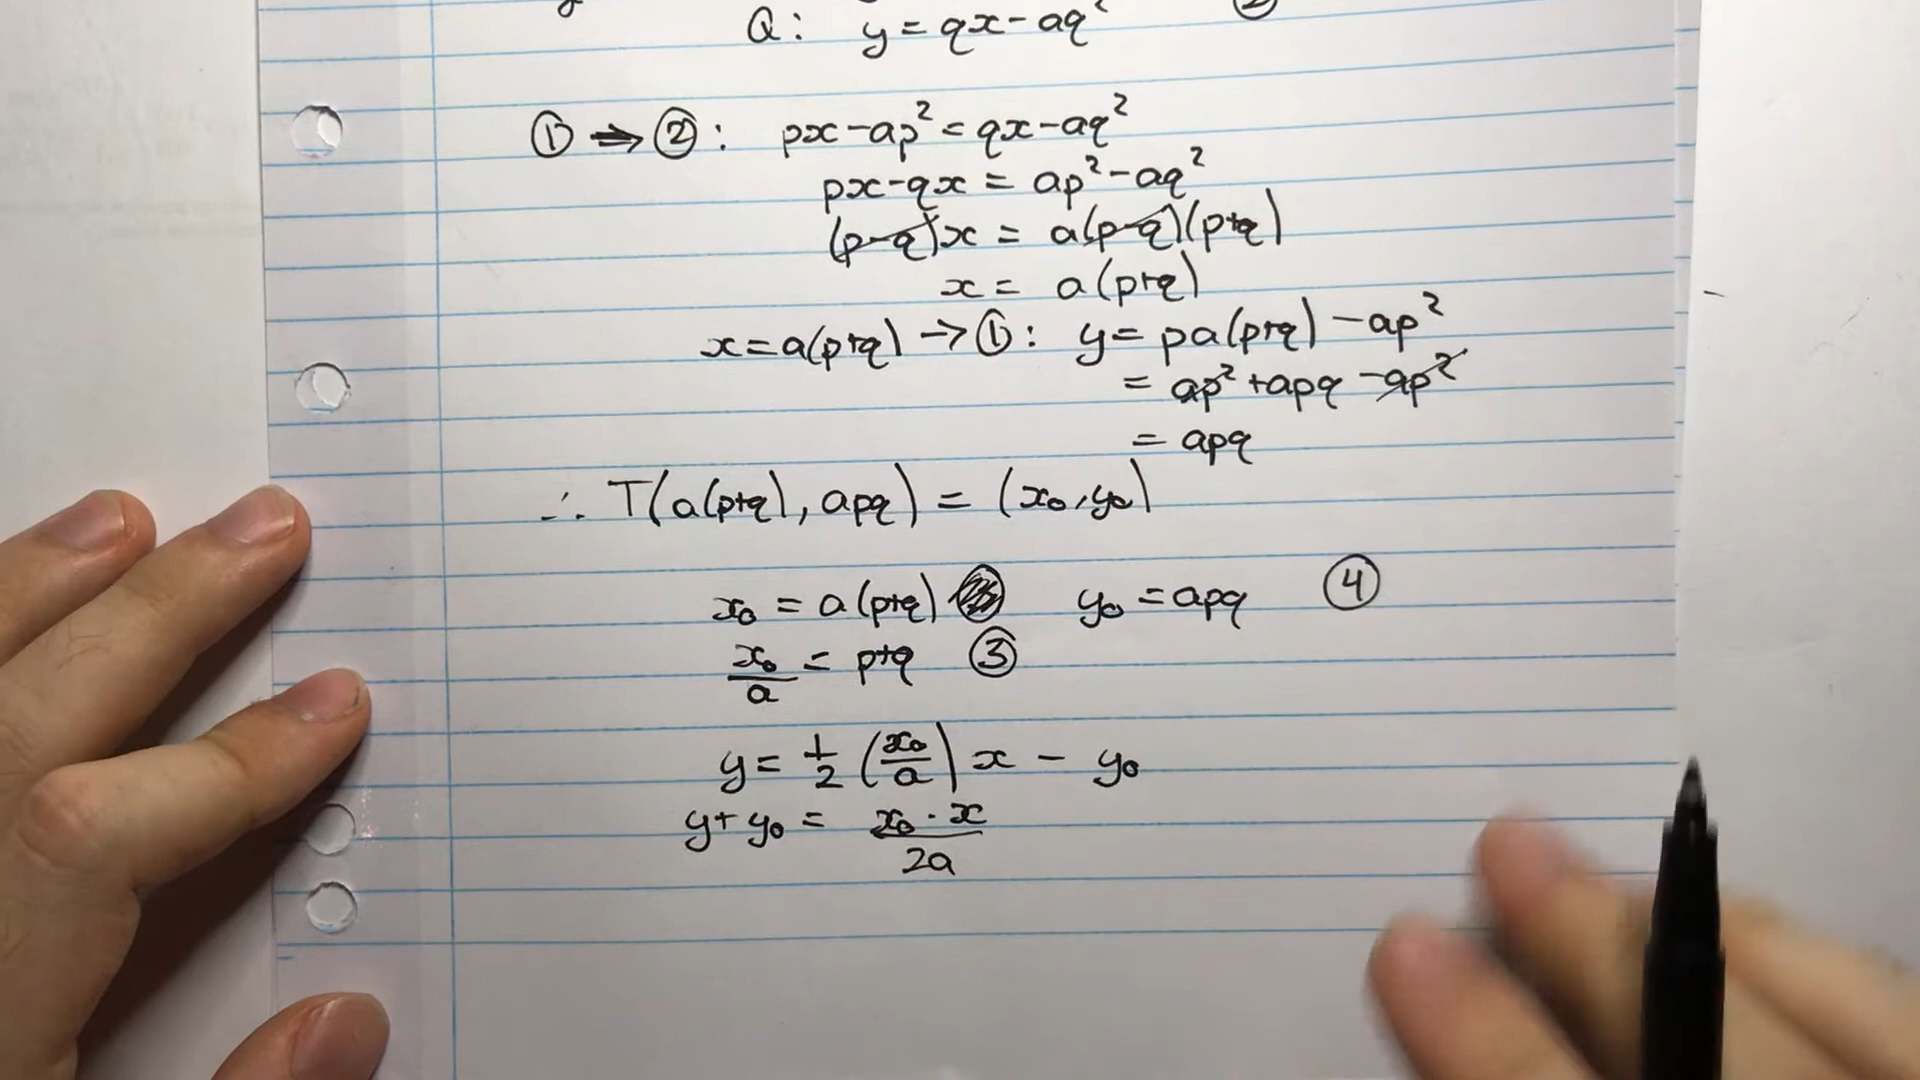 Q: y = qx - aq²
① → ②: px - ap² = qx - aq²
px - qx = ap² - aq²
(p-q)x = a(p-q)(p+q)
x = a(p+q)
x = a(p+q) → ①: y = pa(p+q) - ap²
= ap² + apq - ap²
= apq
∴ T(a(p+q), apq) = (x₀, y₀)
x₀ = a(p+q) y₀ = apq ④
x₀/a = p+q ③
y = 1/2 (x₀/a) x - y₀
y + y₀ = x₀ · x / 2a